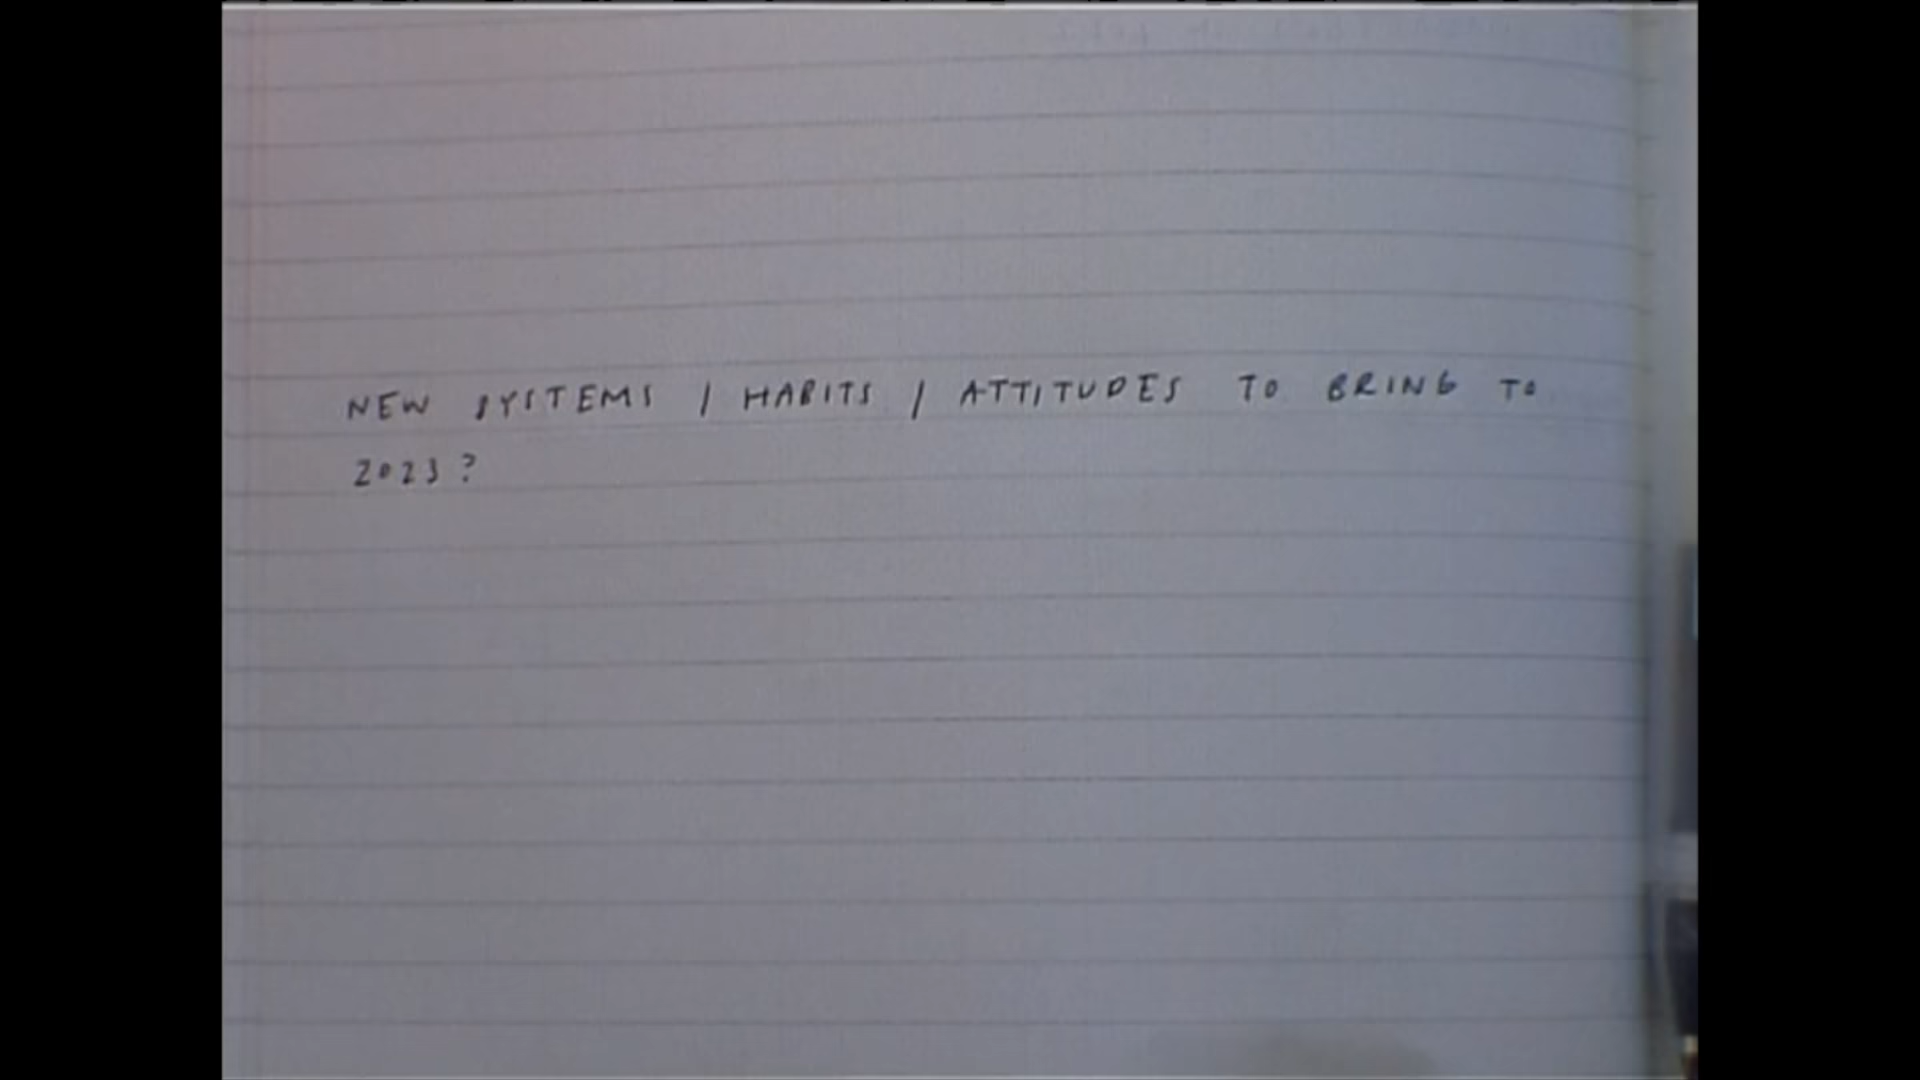 NEW SYSTEMS / HABITS / ATTITUDES TO BRING TO
2023?